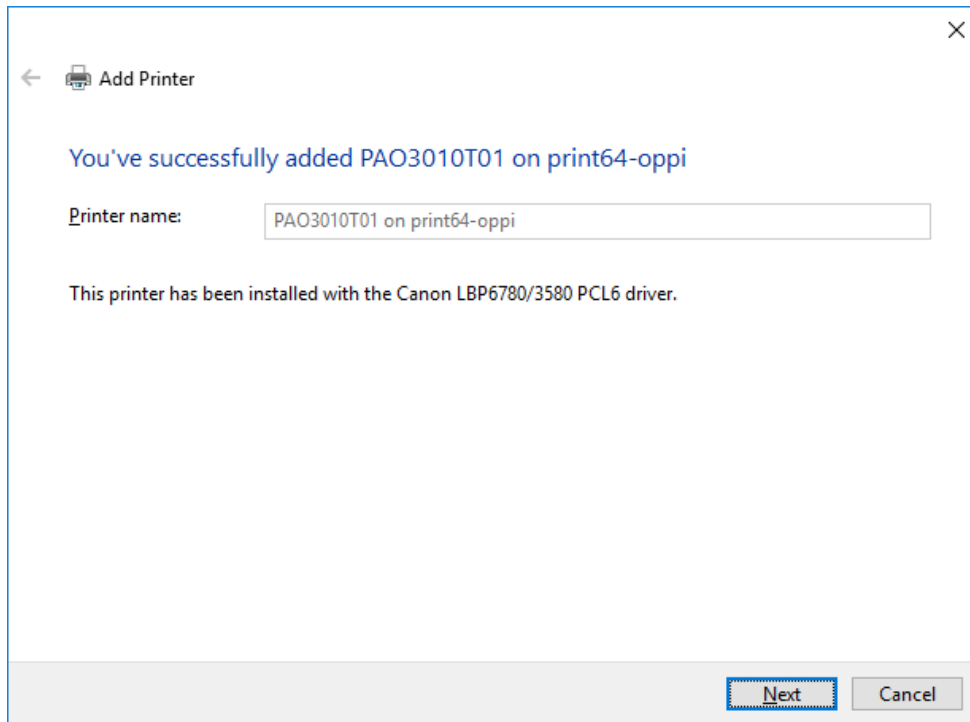 Add Printer
You've successfully added PAO3010T01 on print64-oppi
Printer name:
PAO3010T01 on print64-oppi
This printer has been installed with the Canon LBP6780/3580 PCL6 driver.
Next
Cancel